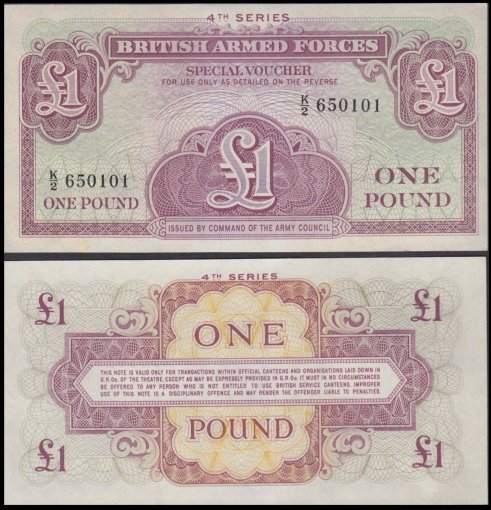 4TH SERIES
BRITISH ARMED FORCES
SPECIAL VOUCHER
FOR USE ONLY AS DETAILED ON THE REVERSE
£1
£1
K/2 650101
£1
K/2 650101
ONE POUND
ONE POUND
ISSUED BY COMMAND OF THE ARMY COUNCIL
4TH SERIES
£1
£1
ONE
THIS NOTE IS VALID ONLY FOR TRANSACTIONS WITHIN OFFICIAL CANTEENS AND ORGANISATIONS LAID DOWN IN
G.R.Os. OF THE THEATRE. EXCEPT AS MAY BE EXPRESSLY PROVIDED IN G.R.Os. IT MUST IN NO CIRCUMSTANCES
BE OFFERED TO ANY PERSON WHO IS NOT ENTITLED TO USE BRITISH SERVICE CANTEENS. IMPROPER
USE OF THIS NOTE IS A DISCIPLINARY OFFENCE AND MAY RENDER THE OFFENDER LIABLE TO PENALTIES.
POUND
£1
£1